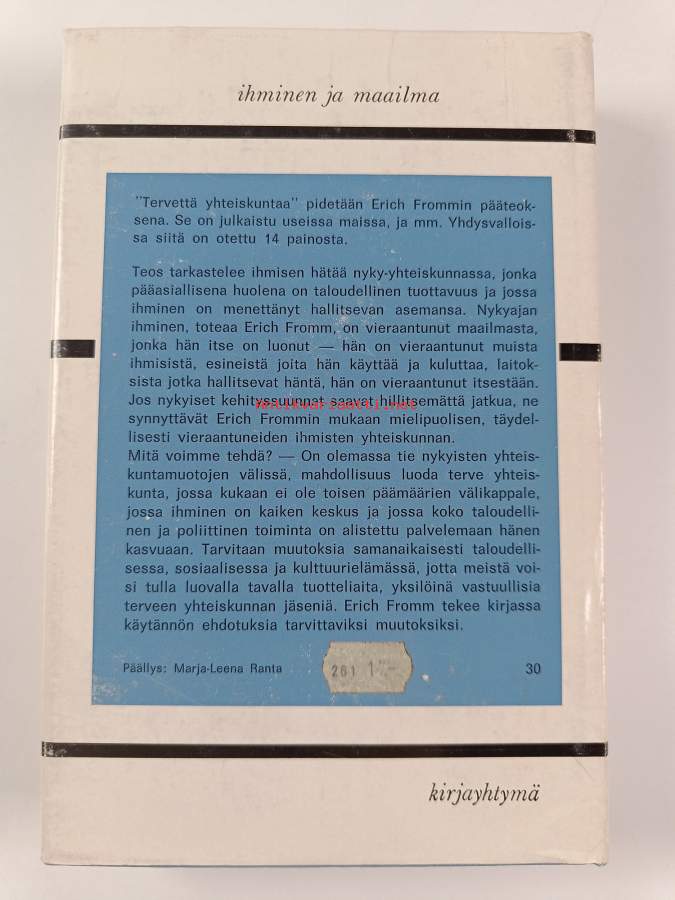 ihminen ja maailma
"Tervettä yhteiskuntaa" pidetään Erich Frommin pääteok-
sena. Se on julkaistu useissa maissa, ja mm. Yhdysvallois-
sa siitä on otettu 14 painosta.
Teos tarkastelee ihmisen hätää nyky-yhteiskunnassa, jonka
pääasiallisena huolena on taloudellinen tuottavuus ja jossa
ihminen on menettänyt hallitsevan asemansa. Nykyajan
ihminen, toteaa Erich Fromm, on vieraantunut maailmasta,
jonka hän itse on luonut — hän on vieraantunut muista
ihmisistä, esineistä joita hän käyttää ja kuluttaa, laitok-
sista jotka hallitsevat häntä, hän on vieraantunut itsestään.
Jos nykyiset kehityssuunnat saavat hillitsemättä jatkua, ne
antikvariaatti.net
synnyttävät Erich Frommin mukaan mielipuolisen, täydel-
lisesti vieraantuneiden ihmisten yhteiskunnan.
Mitä voimme tehdä? — On olemassa tie nykyisten yhteis-
kuntamuotojen välissä, mahdollisuus luoda terve yhteis-
kunta, jossa kukaan ei ole toisen päämäärien välikappale,
jossa ihminen on kaiken keskus ja jossa koko taloudelli-
nen ja poliittinen toiminta on alistettu palvelemaan hänen
kasvuaan. Tarvitaan muutoksia samanaikaisesti taloudelli-
sessa, sosiaalisessa ja kulttuurielämässä, jotta meistä voi-
si tulla luovalla tavalla tuotteliaita, yksilöinä vastuullisia
terveen yhteiskunnan jäseniä. Erich Fromm tekee kirjassa
käytännön ehdotuksia tarvittaviksi muutoksiksi.
Päällys: Marja-Leena Ranta
261
30
kirjayhtymä